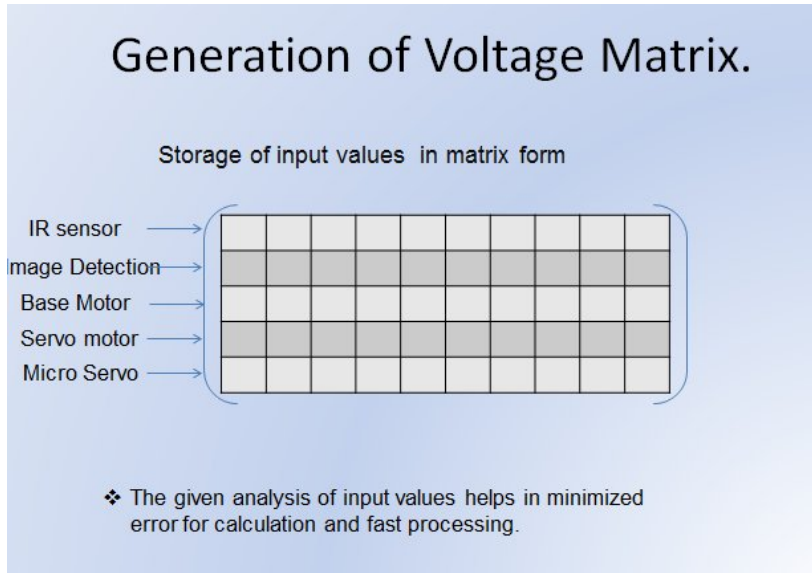 Generation of Voltage Matrix.
Storage of input values in matrix form
IR sensor
Image Detection
Base Motor
Servo motor
Micro Servo
❖ The given analysis of input values helps in minimized
error for calculation and fast processing.